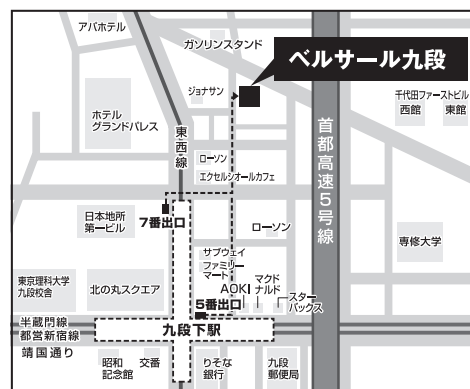 アパホテル
ガソリンスタンド
ベルサール九段
ジョナサン
千代田ファーストビル
西館
東館
ホテル
グランドパレス
東西線
首都高速5号線
ローソン
エクセルシオールカフェ
日本地所
第一ビル
7番出口
ローソン
専修大学
サブウェイ
ファミリー
マート
東京理科大学
九段校舎
北の丸スクエア
5番出口
AOKI
マクド
ナルド
スター
バックス
半蔵門線
都営新宿線
九段下駅
靖国通り
昭和
記念館
交番
りそな
銀行
九段
郵便局